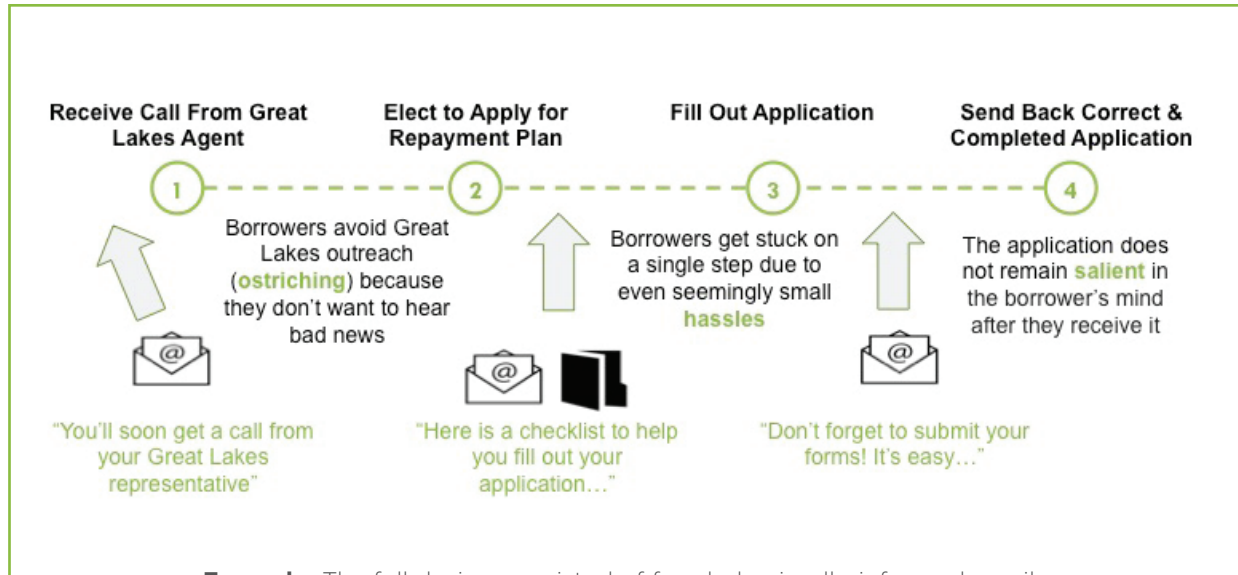 Receive Call From Great
Lakes Agent
Elect to Apply for
Repayment Plan
Fill Out Application
Send Back Correct &
Completed Application
1
2
3
4
Borrowers avoid Great
Lakes outreach
(ostriching) because
they don't want to hear
bad news
Borrowers get stuck on
a single step due to
even seemingly small
hassles
The application does
not remain salient in
the borrower's mind
after they receive it
@
@
@
"You'll soon get a call from
your Great Lakes
representative"
"Here is a checklist to help
you fill out your
application…"
"Don't forget to submit your
forms! It's easy…"